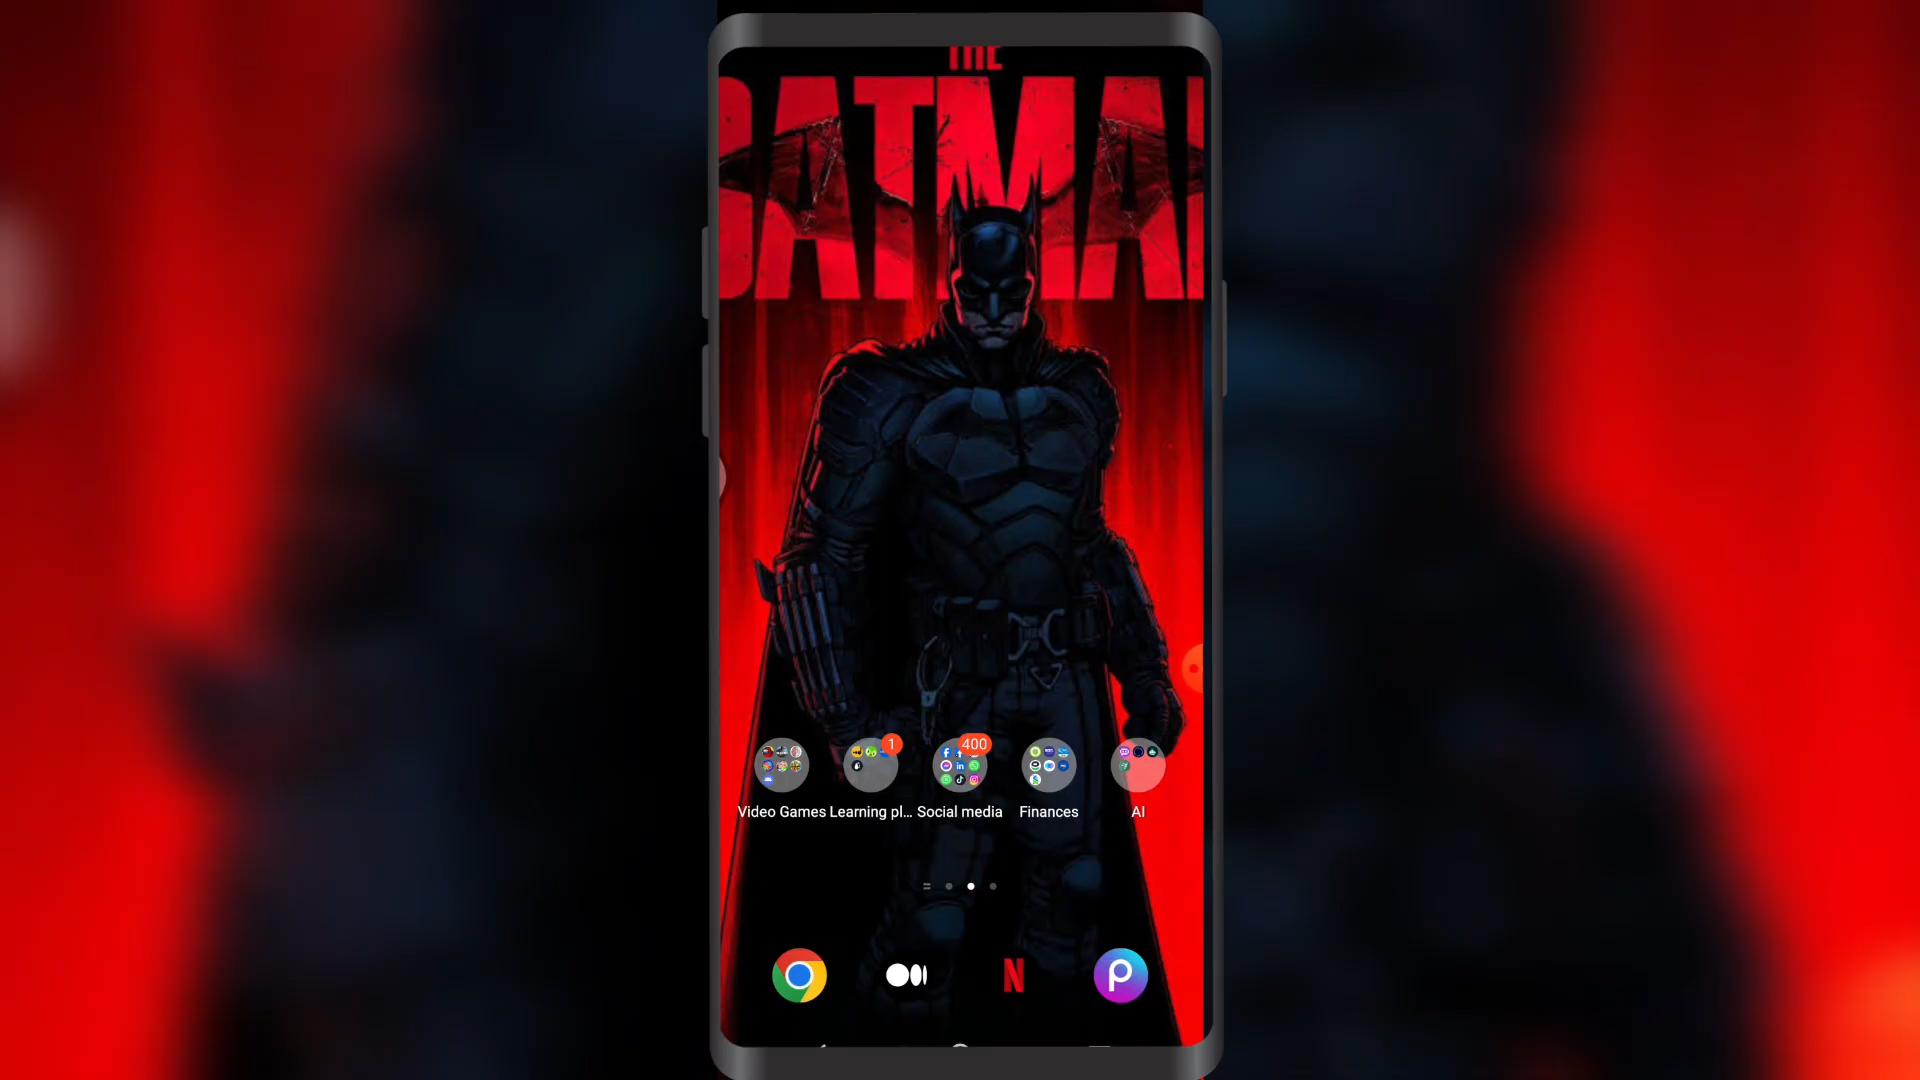 THE
BATMAN
1
400
Video Games
Learning pl...
Social media
Finances
AI
N